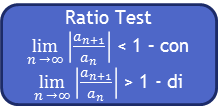 Ratio Test
lim n→∞ |aₙ₊₁/aₙ| < 1 – con
lim n→∞ |aₙ₊₁/aₙ| > 1 - di